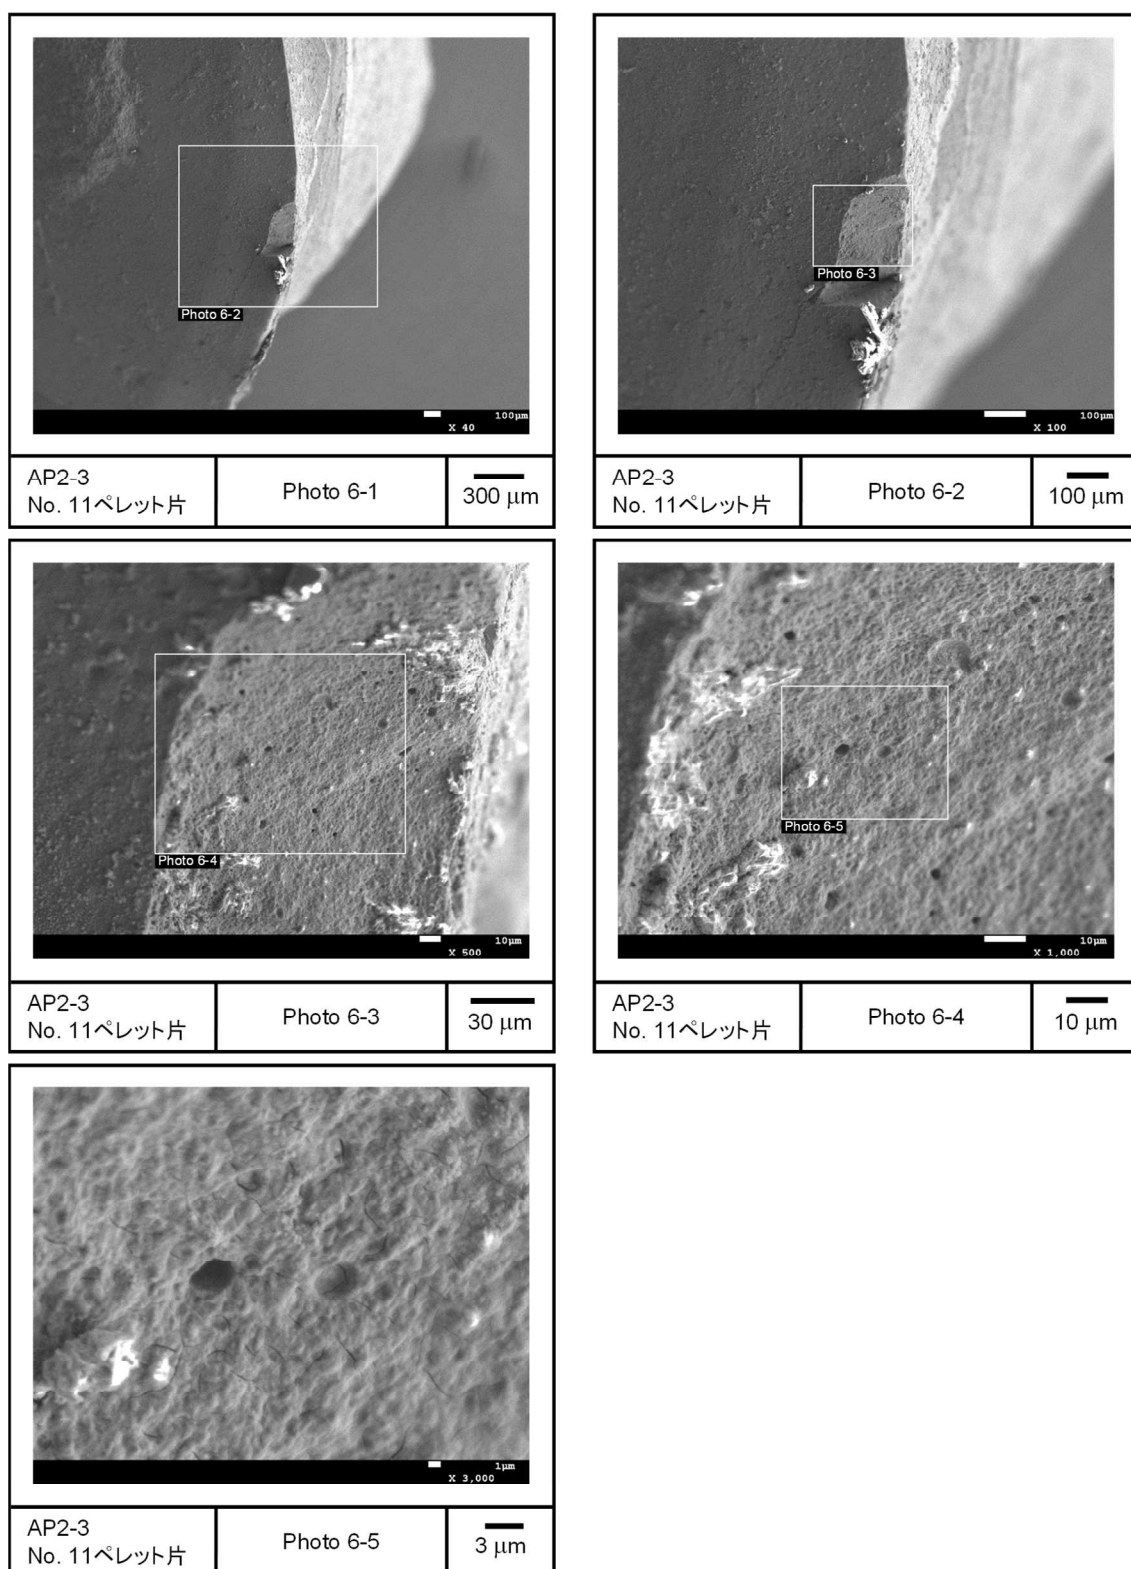 Photo 6-2
100μm
X 40
AP2-3
No. 11ペレット片
Photo 6-1
300 μm
Photo 6-3
100μm
X 100
AP2-3
No. 11ペレット片
Photo 6-2
100 μm
Photo 6-4
10μm
X 500
AP2-3
No. 11ペレット片
Photo 6-3
30 μm
Photo 6-5
10μm
X 1,000
AP2-3
No. 11ペレット片
Photo 6-4
10 μm
1μm
X 3,000
AP2-3
No. 11ペレット片
Photo 6-5
3 μm